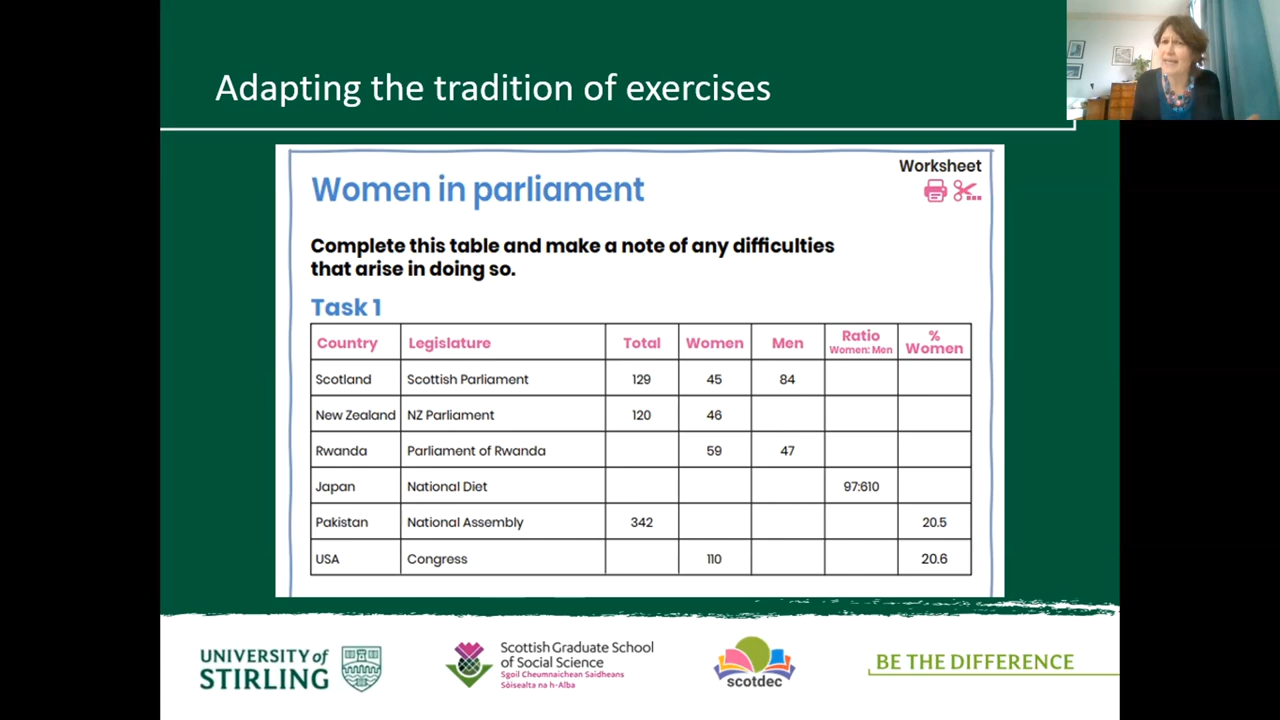 Adapting the tradition of exercises
Worksheet
Women in parliament
Complete this table and make a note of any difficulties
that arise in doing so.
Task 1
Country Legislature Total Women Men Ratio Women: Men % Women
Scotland Scottish Parliament 129 45 84
New Zealand NZ Parliament 120 46
Rwanda Parliament of Rwanda 59 47
Japan National Diet 97:610
Pakistan National Assembly 342 20.5
USA Congress 110 20.6
UNIVERSITY of
STIRLING
Scottish Graduate School
of Social Science
Sgoil Cheumnaichean Saidheans
Sòisealta na h-Alba
scotdec
BE THE DIFFERENCE